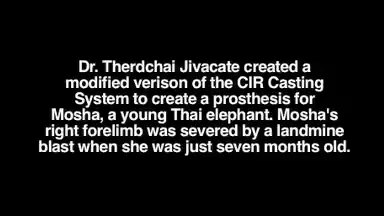 Dr. Therdchai Jivacate created a
modified verison of the CIR Casting
System to create a prosthesis for
Mosha, a young Thai elephant. Mosha's
right forelimb was severed by a landmine
blast when she was just seven months old.